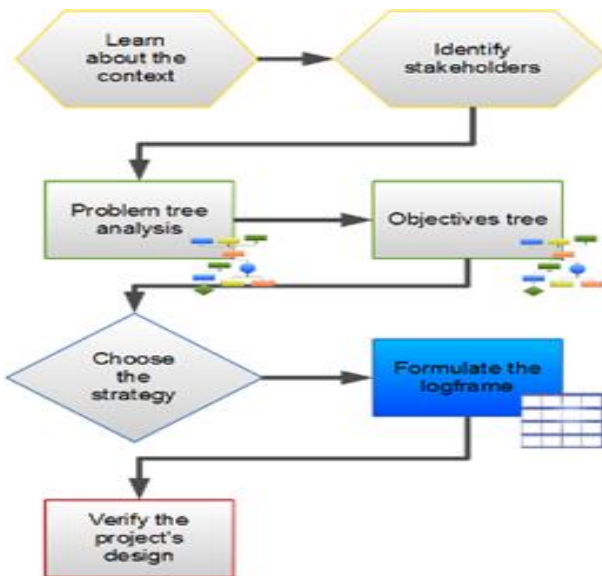 Learn
about the
context
Identify
stakeholders
Problem tree
analysis
Objectives tree
Choose
the
strategy
Formulate the
logframe
Verify the
project's
design